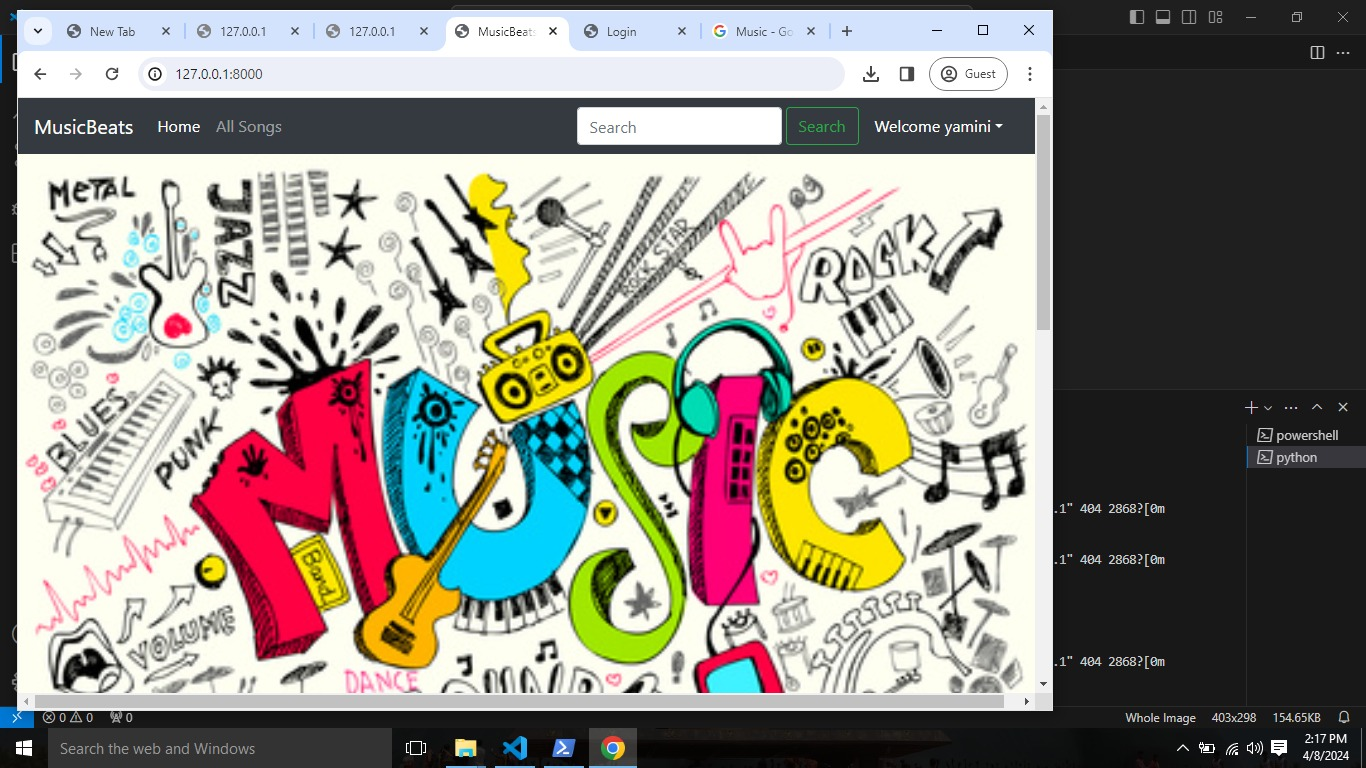 New Tab
127.0.0.1
127.0.0.1
MusicBeats
Login
Music - Go
127.0.0.1:8000
Guest
MusicBeats
Home
All Songs
Search
Search
Welcome yamini
METAL
JAZZ
ROCK STAR
ROCK
BLUES
PUNK
MUSIC
Band
VOLUME
DANCE
powershell
python
.1" 404 2868?[0m
.1" 404 2868?[0m
.1" 404 2868?[0m
0 0 0
Whole Image
403x298
154.65KB
Search the web and Windows
2:17 PM
4/8/2024